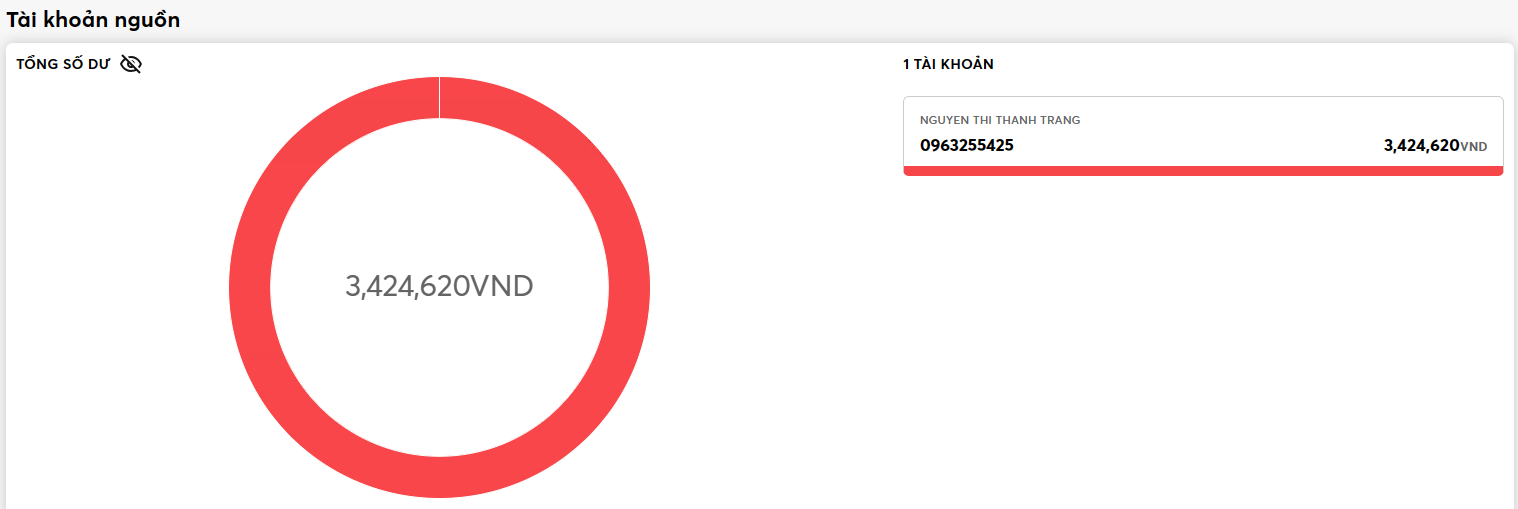 Tài khoản nguồn
TỔNG SỐ DƯ
3,424,620VND
1 TÀI KHOẢN
NGUYEN THI THANH TRANG
0963255425 3,424,620VND